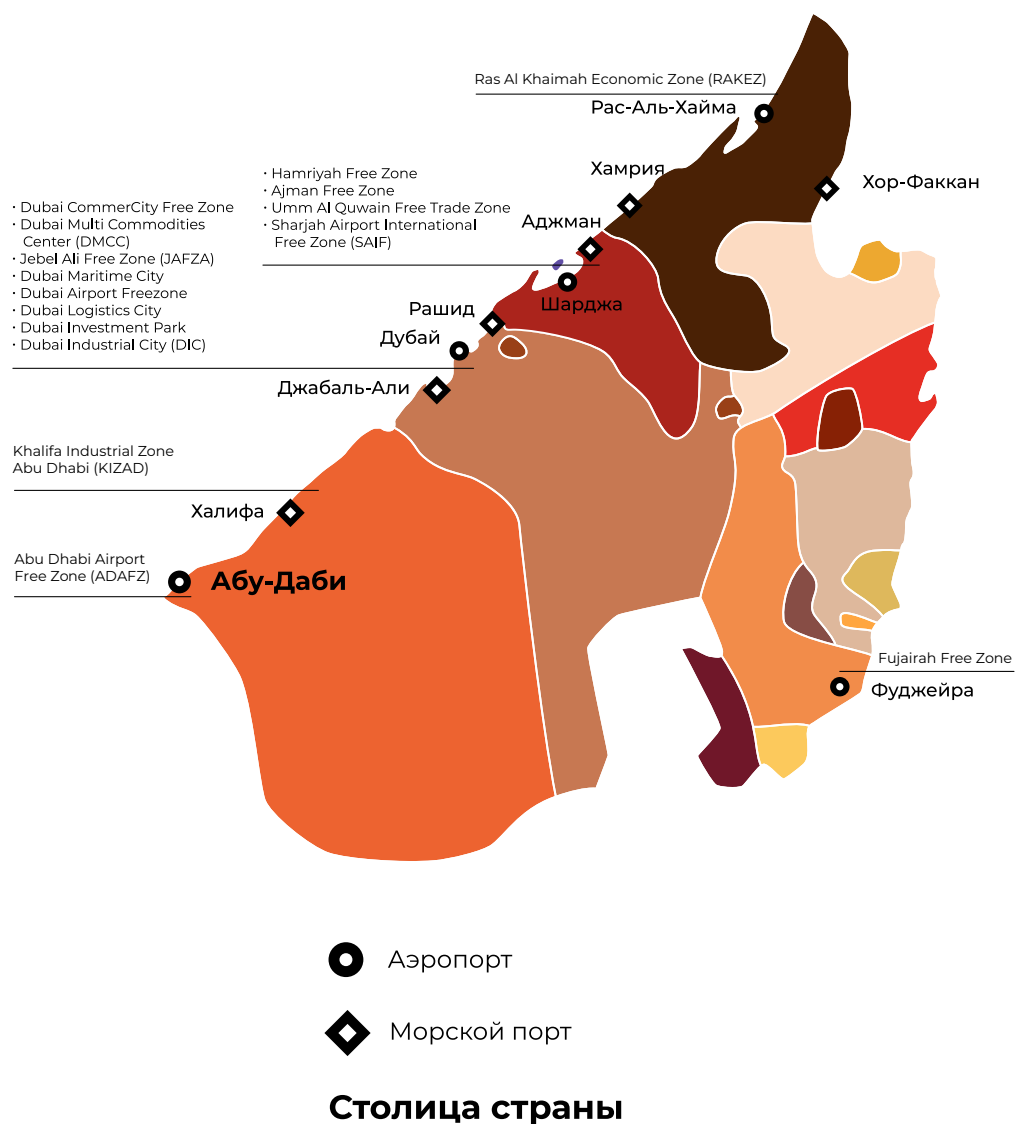 Ras Al Khaimah Economic Zone (RAKEZ)
Рас-Аль-Хайма
Хамрия
Хор-Факкан
· Hamriyah Free Zone
· Ajman Free Zone
· Umm Al Quwain Free Trade Zone
· Sharjah Airport International
Free Zone (SAIF)
Аджман
Шарджа
· Dubai CommerCity Free Zone
· Dubai Multi Commodities
Center (DMCC)
· Jebel Ali Free Zone (JAFZA)
· Dubai Maritime City
· Dubai Airport Freezone
· Dubai Logistics City
· Dubai Investment Park
· Dubai Industrial City (DIC)
Рашид
Дубай
Джабаль-Али
Khalifa Industrial Zone
Abu Dhabi (KIZAD)
Халифа
Abu Dhabi Airport
Free Zone (ADAFZ)
Абу-Даби
Fujairah Free Zone
Фуджейра
Аэропорт
Морской порт
Столица страны